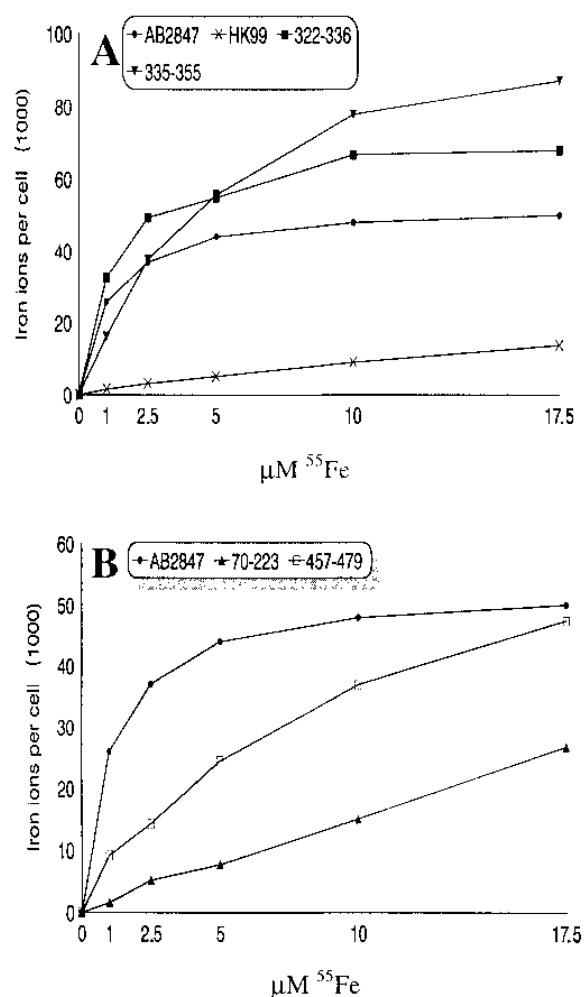 A
AB2847 HK99 322-336
335-355
Iron ions per cell (1000)
100
80
60
40
20
0
0 1 2.5 5 10 17.5
μM ⁵⁵Fe
B
AB2847 70-223 457-479
Iron ions per cell (1000)
60
50
40
30
20
10
0
0 1 2.5 5 10 17.5
μM ⁵⁵Fe